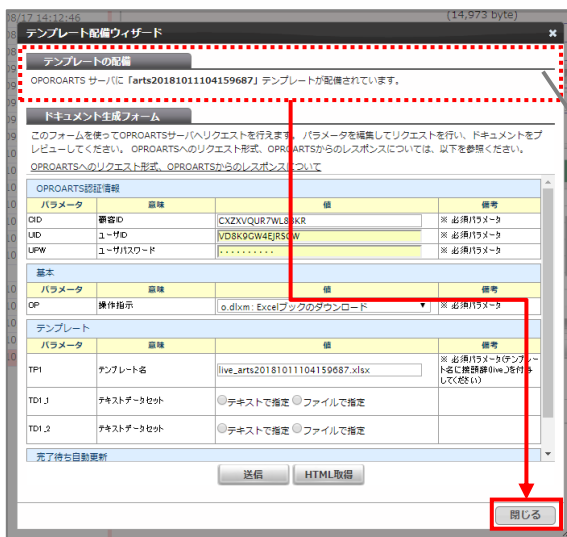 /17 14:12:46
(14,973 byte)
テンプレート配備ウィザード ×
テンプレートの配備
OPOROARTS サーバに「arts20181011104159687」テンプレートが配備されています。
ドキュメント生成フォーム
このフォームを使ってOPROARTSサーバへリクエストを行えます。 パラメータを編集してリクエストを行い、ドキュメントをプ
レビューしてください。 OPROARTSへのリクエスト形式、OPROARTSからのレスポンスについては、以下を参照ください。
OPROARTSへのリクエスト形式、OPROARTSからのレスポンスについて
OPROARTS認証情報
パラメータ 意味 値 備考
CID 顧客ID CXZXVQUR7WL8BKR ※ 必須パラメータ
UID ユーザID VD8K9GW4EJRSGW ※ 必須パラメータ
UPW ユーザパスワード ・・・・・・・・・・ ※ 必須パラメータ
基本
パラメータ 意味 値 備考
OP 操作指示 o.dlxm: Excelブックのダウンロード ▼ ※ 必須パラメータ
テンプレート
パラメータ 意味 値 備考
TP1 テンプレート名 live_arts20181011104159687.xlsx ※ 必須パラメータ(テンプレー
ト名に接頭辞「live_」を付与
してください)
TD1_1 テキストデータセット テキストで指定 ファイルで指定
TD1_2 テキストデータセット テキストで指定 ファイルで指定
完了待ち自動更新
送信 HTML取得
閉じる